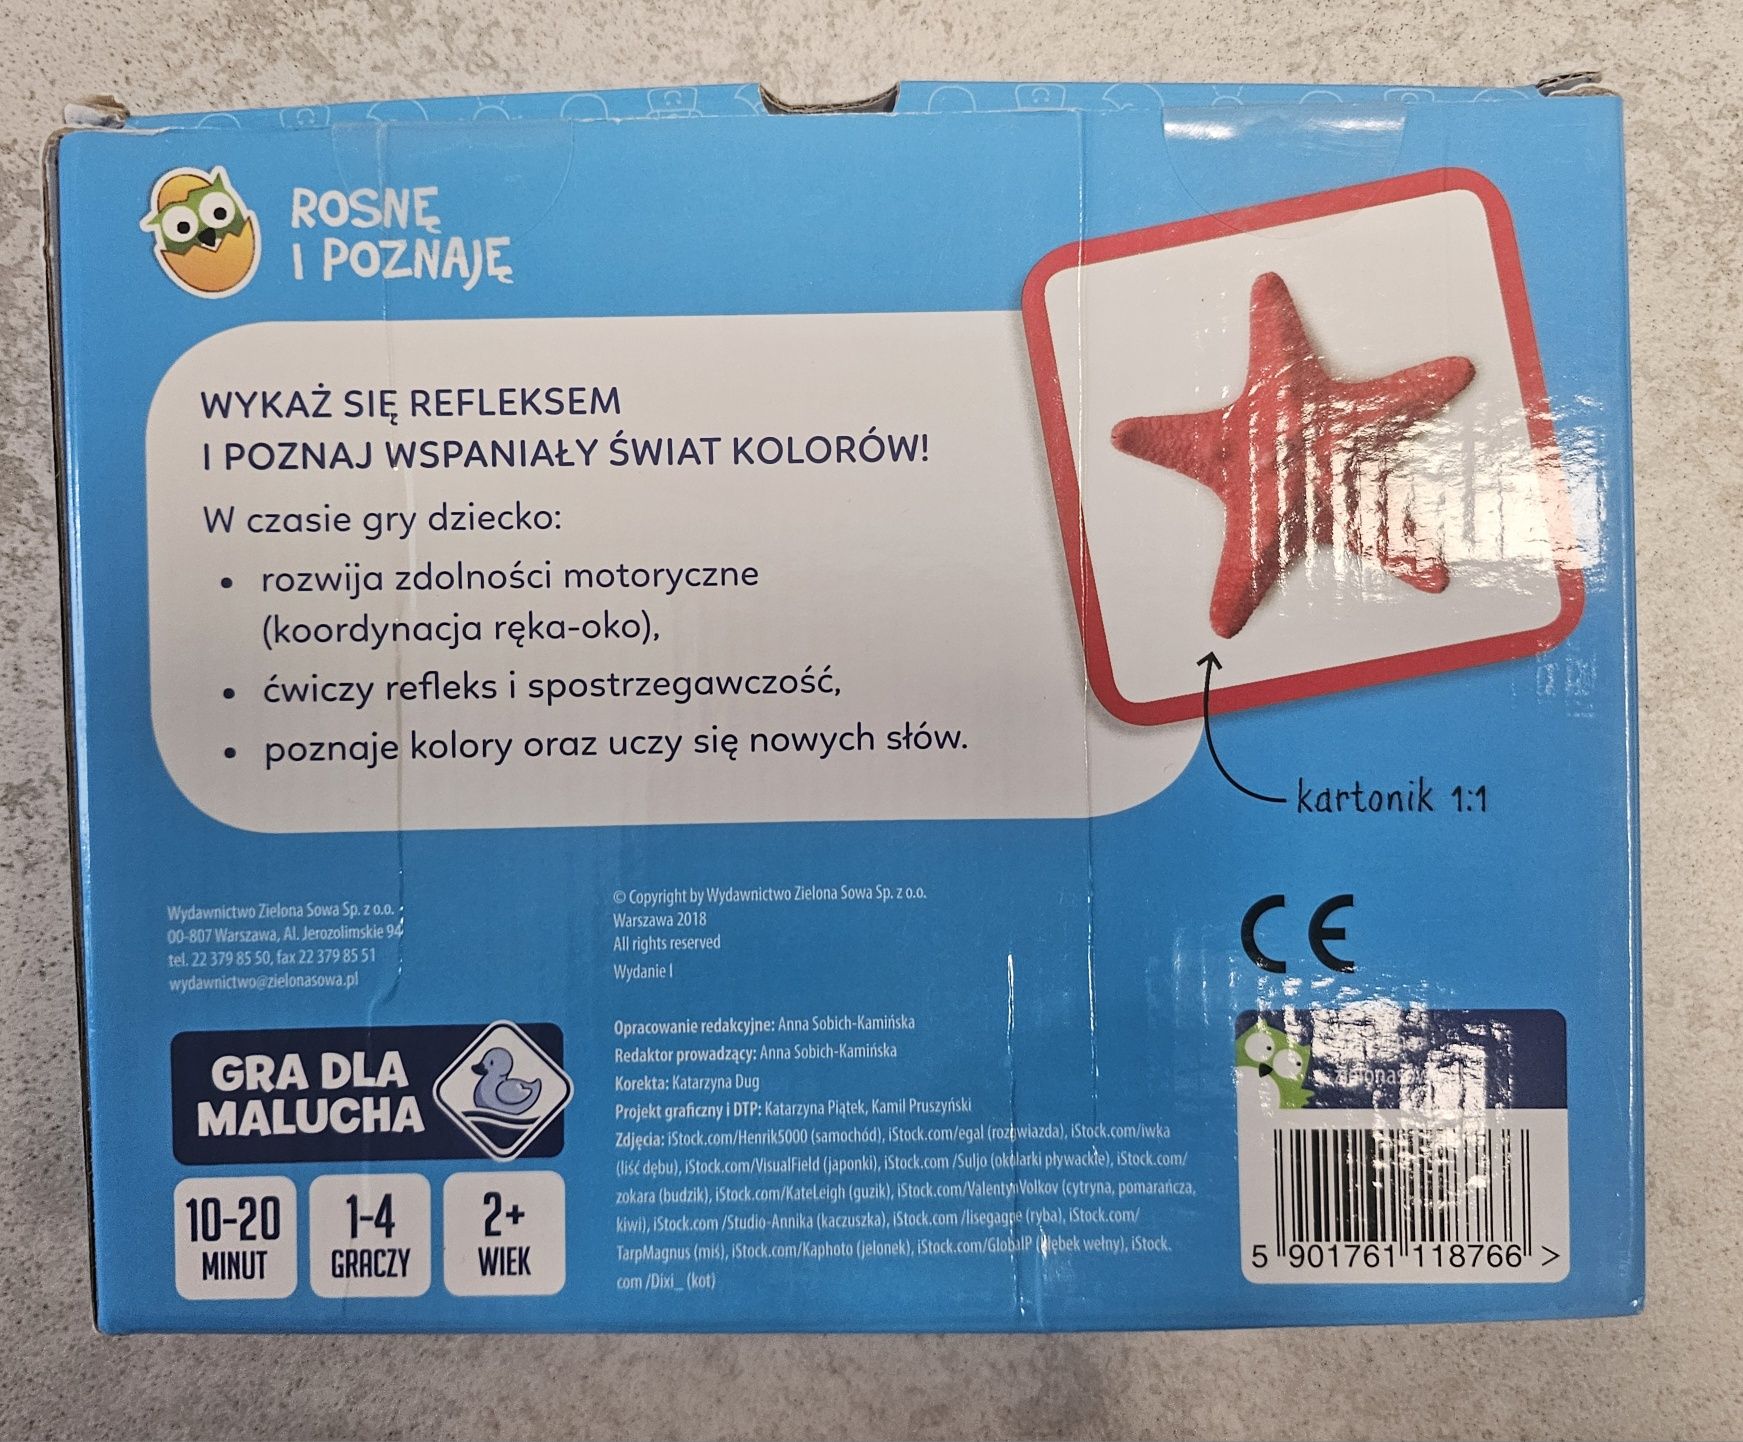 ROSNĘ
I POZNAJĘ
WYKAŻ SIĘ REFLEKSEM
I POZNAJ WSPANIAŁY ŚWIAT KOLORÓW!
W czasie gry dziecko:
• rozwija zdolności motoryczne
(koordynacja ręka-oko),
• ćwiczy refleks i spostrzegawczość,
• poznaje kolory oraz uczy się nowych słów.
kartonik 1:1
Wydawnictwo Zielona Sowa Sp. z o.o.
00-807 Warszawa, Al. Jerozolimskie 94
tel. 22 379 85 50, fax 22 379 85 51
wydawnictwo@zielonasowa.pl
© Copyright by Wydawnictwo Zielona Sowa Sp. z o.o.
Warszawa 2018
All rights reserved
Wydanie I
Opracowanie redakcyjne: Anna Sobich-Kamińska
Redaktor prowadzący: Anna Sobich-Kamińska
Korekta: Katarzyna Dug
Projekt graficzny i DTP: Katarzyna Piątek, Kamil Pruszyński
Zdjęcia: iStock.com/Henrik5000 (samochód), iStock.com/egal (rozgwiazda), iStock.com/iwka
(liść dębu), iStock.com/VisualField (japonki), iStock.com /Suljo (okularki pływackie), iStock.com/
zokara (budzik), iStock.com/KateLeigh (guzik), iStock.com/ValentynVolkov (cytryna, pomarańcza,
kiwi), iStock.com /Studio-Annika (kaczuszka), iStock.com /lisegagne (ryba), iStock.com/
TarpMagnus (miś), iStock.com/Kaphoto (jelonek), iStock.com/GlobalP (kłębek wełny), iStock.
com /Dixi_ (kot)
GRA DLA
MALUCHA
10-20
MINUT
1-4
GRACZY
2+
WIEK
CE
5 901761 118766 >